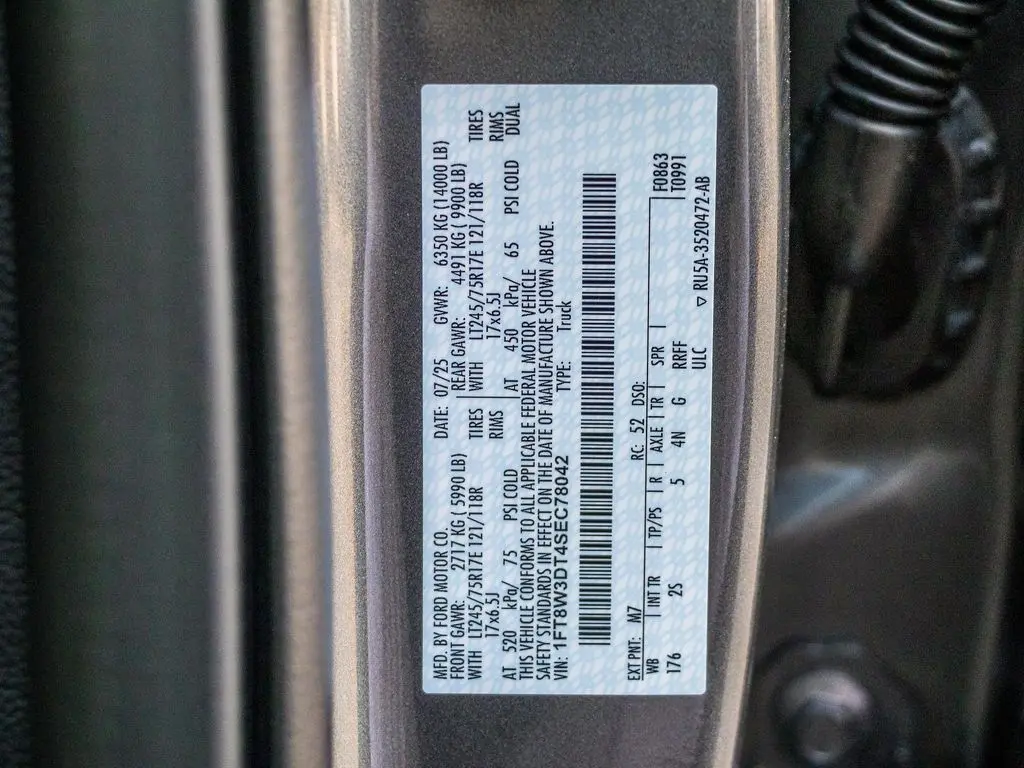 MFD. BY FORD MOTOR CO. DATE: 07/25 GVWR: 6350 KG (14000 LB)
FRONT GAWR: 2717 KG ( 5990 LB) REAR GAWR: 4491 KG ( 9900 LB)
WITH LT245/75R17E 121/118R TIRES WITH LT245/75R17E 121/118R TIRES
17x6.5J RIMS 17x6.5J RIMS
AT 520 kPa/ 75 PSI COLD AT 450 kPa/ 65 PSI COLD DUAL
THIS VEHICLE CONFORMS TO ALL APPLICABLE FEDERAL MOTOR VEHICLE
SAFETY STANDARDS IN EFFECT ON THE DATE OF MANUFACTURE SHOWN ABOVE.
VIN: 1FT8W3DT4SEC78042 TYPE: Truck
EXT PNT: M7 RC: 52 DSO: F0863
WB INT TR TP/PS R AXLE TR SPR T0991
176 2S 5 4N G RRFF
ULC ▽ RU5A-3520472-AB